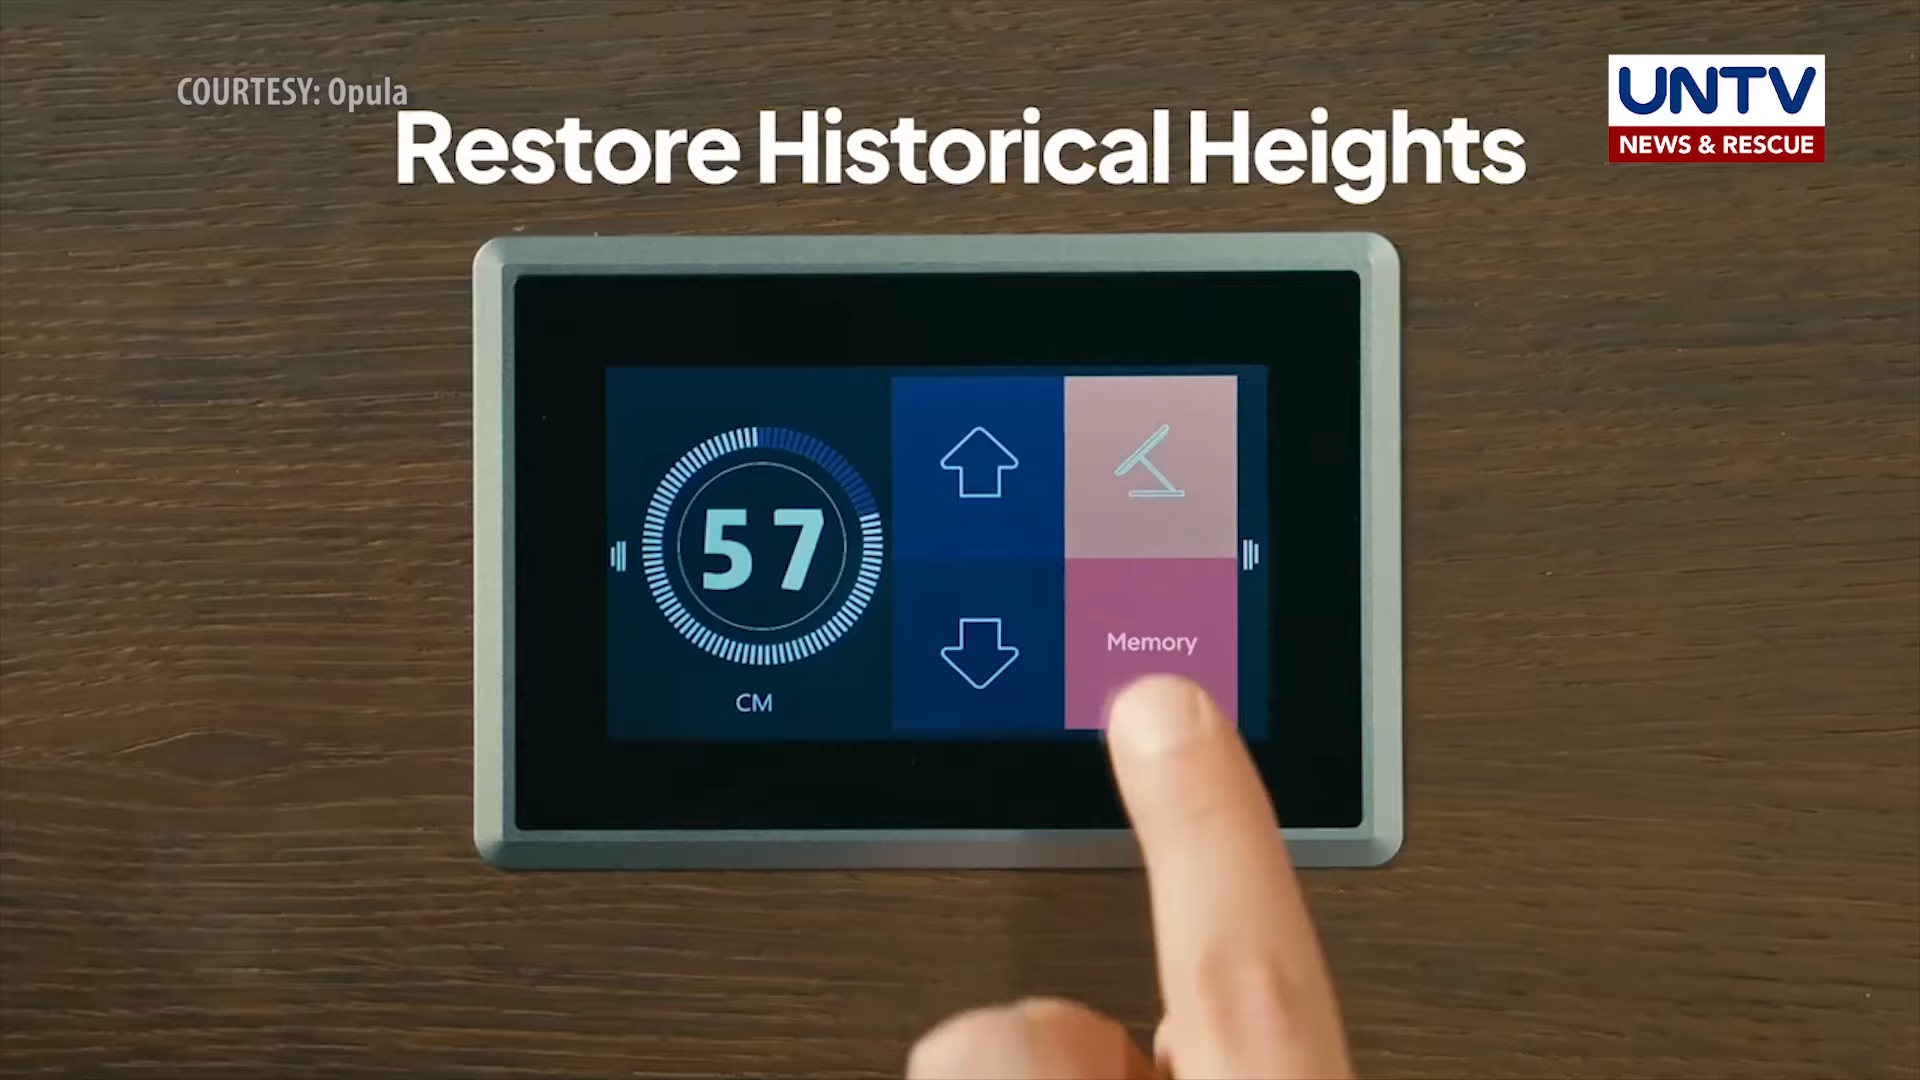 COURTESY: Opula
UNTV
NEWS & RESCUE
Restore Historical Heights
57
CM
Memory